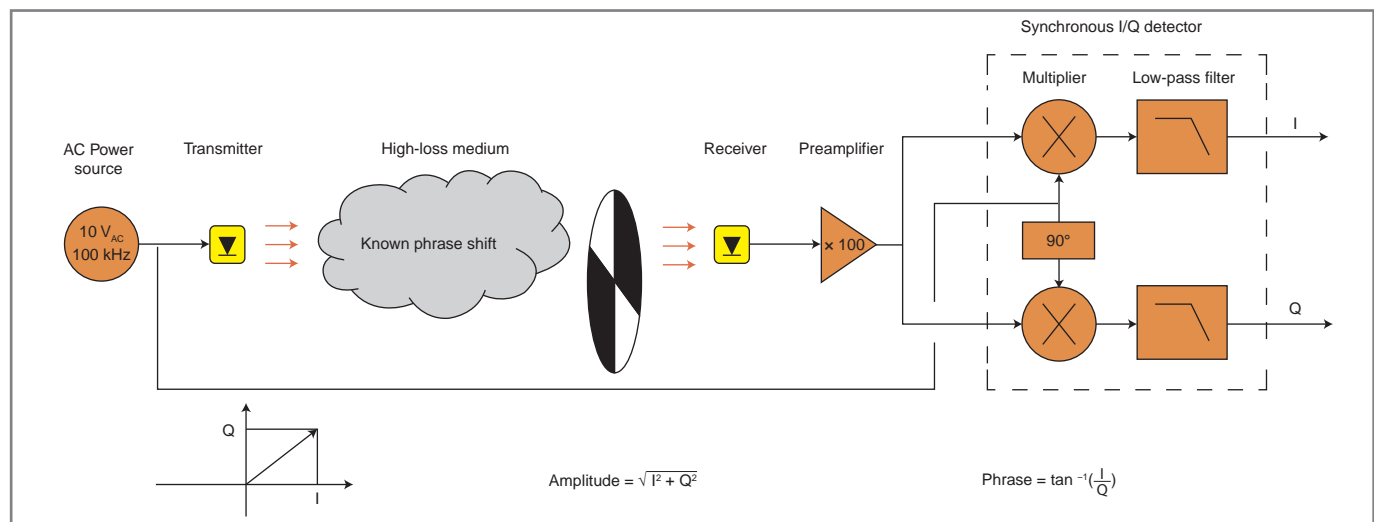 Synchronous I/Q detector
Multiplier
Low-pass filter
AC Power
source
Transmitter
High-loss medium
Receiver
Preamplifier
I
10 V_AC
100 kHz
Known phrase shift
× 100
90°
Q
Q
I
Amplitude = √I² + Q²
Phrase = tan ⁻¹(I/Q)